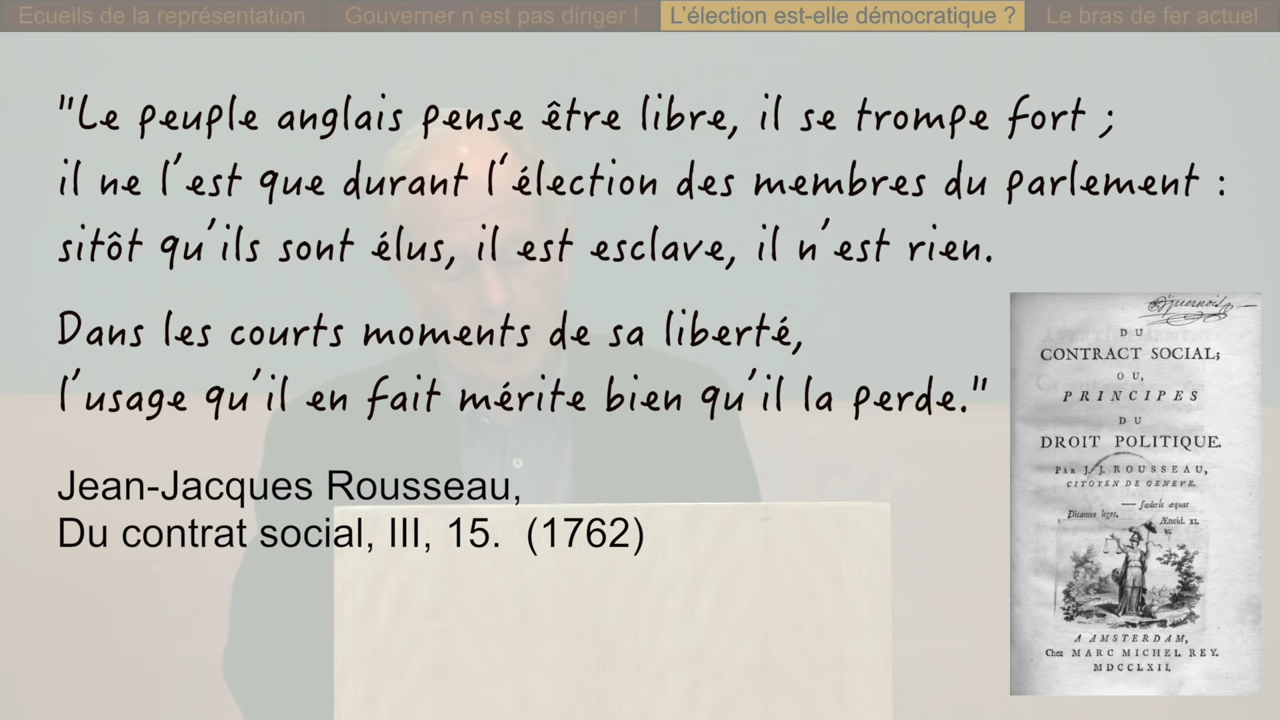 Ecueils de la représentation
Gouverner n'est pas diriger !
L'élection est-elle démocratique ?
Le bras de fer actuel
"Le peuple anglais pense être libre, il se trompe fort ;
il ne l'est que durant l'élection des membres du parlement :
sitôt qu'ils sont élus, il est esclave, il n'est rien.
Dans les courts moments de sa liberté,
l'usage qu'il en fait mérite bien qu'il la perde."
Jean-Jacques Rousseau,
Du contrat social, III, 15. (1762)
DU
CONTRACT SOCIAL;
OU,
PRINCIPES
DU
DROIT POLITIQUE.
PAR J. J. ROUSSEAU,
CITOYEN DE GENEVE.
— fœderis æquas
Dicamus leges.
Æneid. XI.
A AMSTERDAM,
Chez MARC MICHEL REY.
MDCCLXII.